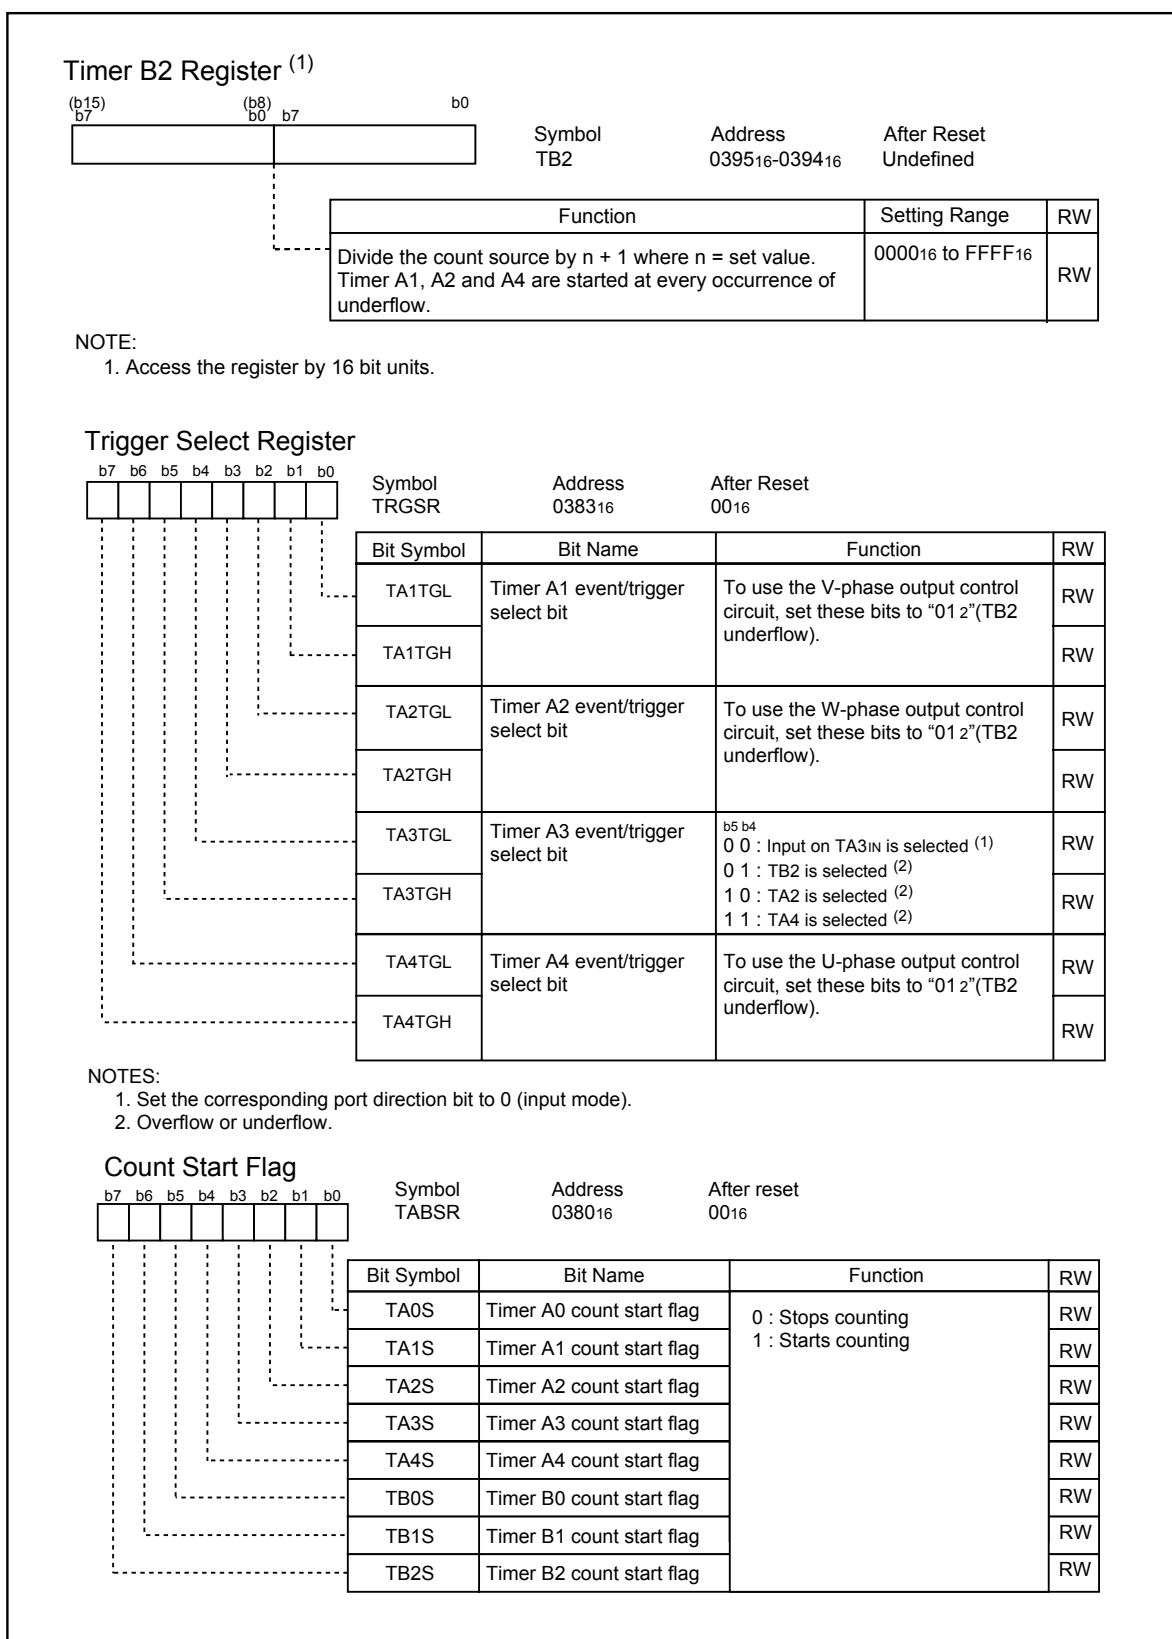 Timer B2 Register (1)
(b15) (b8)
b7 b0 b7 b0
Symbol Address After Reset
TB2 039516-039416 Undefined
Function Setting Range RW
Divide the count source by n + 1 where n = set value. 000016 to FFFF16 RW
Timer A1, A2 and A4 are started at every occurrence of
underflow.
NOTE:
1. Access the register by 16 bit units.
Trigger Select Register
b7 b6 b5 b4 b3 b2 b1 b0
Symbol Address After Reset
TRGSR 038316 0016
Bit Symbol Bit Name Function RW
TA1TGL Timer A1 event/trigger To use the V-phase output control RW
select bit circuit, set these bits to “01 2”(TB2
underflow).
TA1TGH RW
TA2TGL Timer A2 event/trigger To use the W-phase output control RW
select bit circuit, set these bits to “01 2”(TB2
underflow).
TA2TGH RW
TA3TGL Timer A3 event/trigger b5 b4 RW
select bit 0 0 : Input on TA3IN is selected (1)
0 1 : TB2 is selected (2)
TA3TGH 1 0 : TA2 is selected (2) RW
1 1 : TA4 is selected (2)
TA4TGL Timer A4 event/trigger To use the U-phase output control RW
select bit circuit, set these bits to “01 2”(TB2
underflow).
TA4TGH RW
NOTES:
1. Set the corresponding port direction bit to 0 (input mode).
2. Overflow or underflow.
Count Start Flag
b7 b6 b5 b4 b3 b2 b1 b0
Symbol Address After reset
TABSR 038016 0016
Bit Symbol Bit Name Function RW
TA0S Timer A0 count start flag 0 : Stops counting RW
TA1S Timer A1 count start flag 1 : Starts counting RW
TA2S Timer A2 count start flag RW
TA3S Timer A3 count start flag RW
TA4S Timer A4 count start flag RW
TB0S Timer B0 count start flag RW
TB1S Timer B1 count start flag RW
TB2S Timer B2 count start flag RW